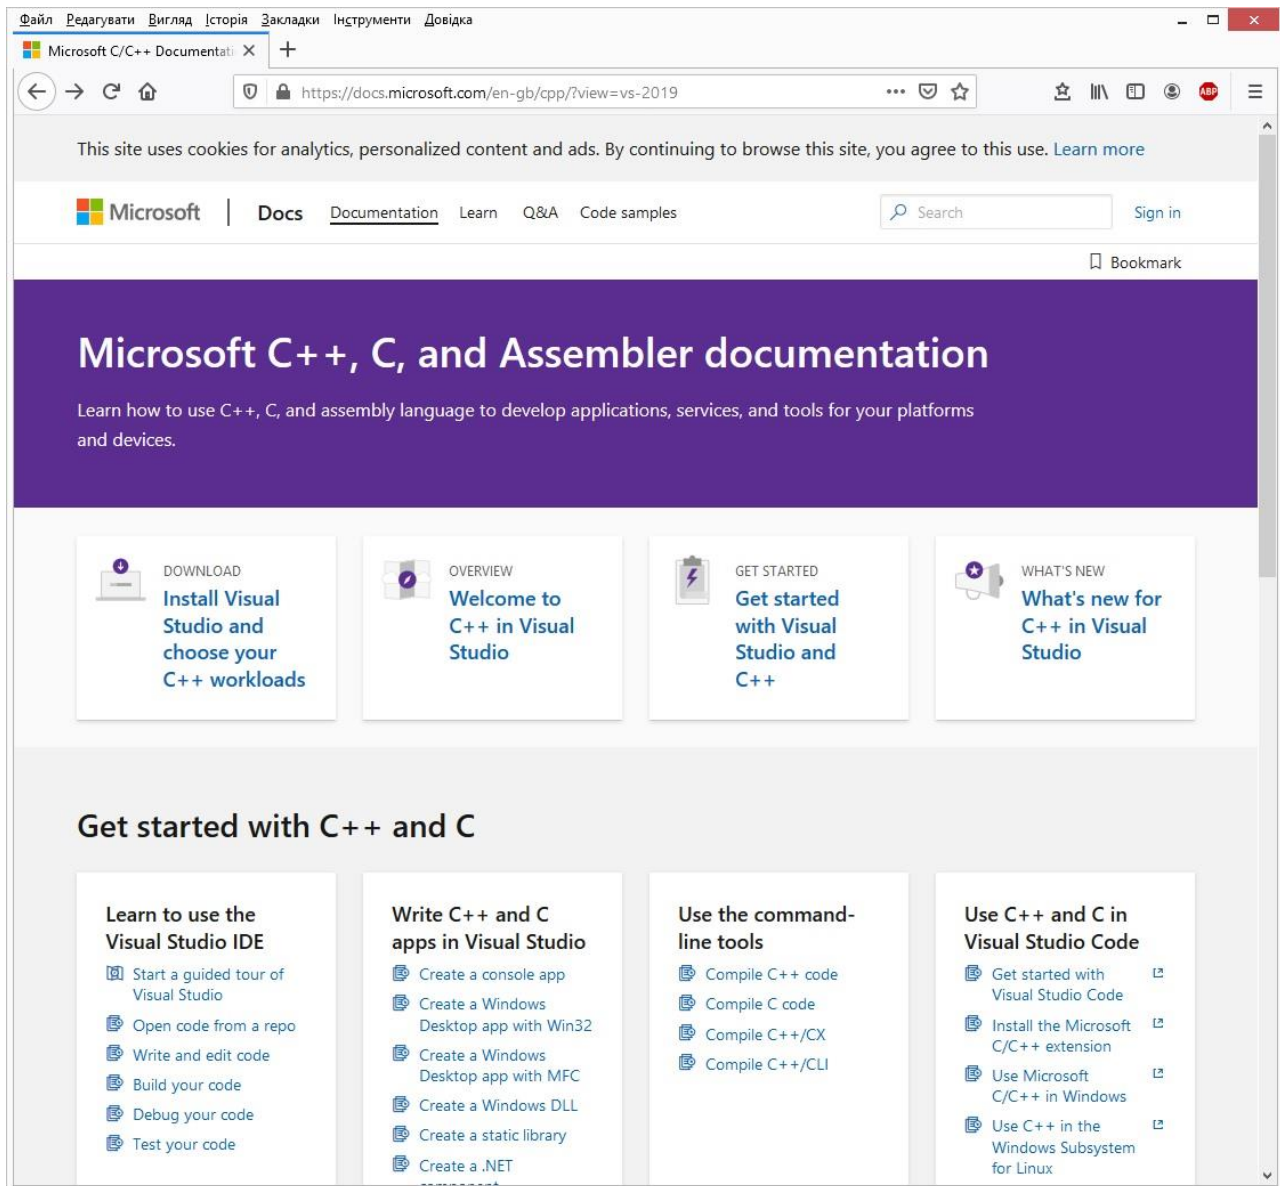 Файл Редагувати Вигляд Історія Закладки Інструменти Довідка
Microsoft C/C++ Documentati
https://docs.microsoft.com/en-gb/cpp/?view=vs-2019
ABP
This site uses cookies for analytics, personalized content and ads. By continuing to browse this site, you agree to this use. Learn more
Microsoft Docs Documentation Learn Q&A Code samples Search Sign in
Bookmark
Microsoft C++, C, and Assembler documentation
Learn how to use C++, C, and assembly language to develop applications, services, and tools for your platforms
and devices.
DOWNLOAD
Install Visual
Studio and
choose your
C++ workloads
OVERVIEW
Welcome to
C++ in Visual
Studio
GET STARTED
Get started
with Visual
Studio and
C++
WHAT'S NEW
What's new for
C++ in Visual
Studio
Get started with C++ and C
Learn to use the
Visual Studio IDE
Start a guided tour of
Visual Studio
Open code from a repo
Write and edit code
Build your code
Debug your code
Test your code
Write C++ and C
apps in Visual Studio
Create a console app
Create a Windows
Desktop app with Win32
Create a Windows
Desktop app with MFC
Create a Windows DLL
Create a static library
Create a .NET
Use the command-
line tools
Compile C++ code
Compile C code
Compile C++/CX
Compile C++/CLI
Use C++ and C in
Visual Studio Code
Get started with
Visual Studio Code
Install the Microsoft
C/C++ extension
Use Microsoft
C/C++ in Windows
Use C++ in the
Windows Subsystem
for Linux